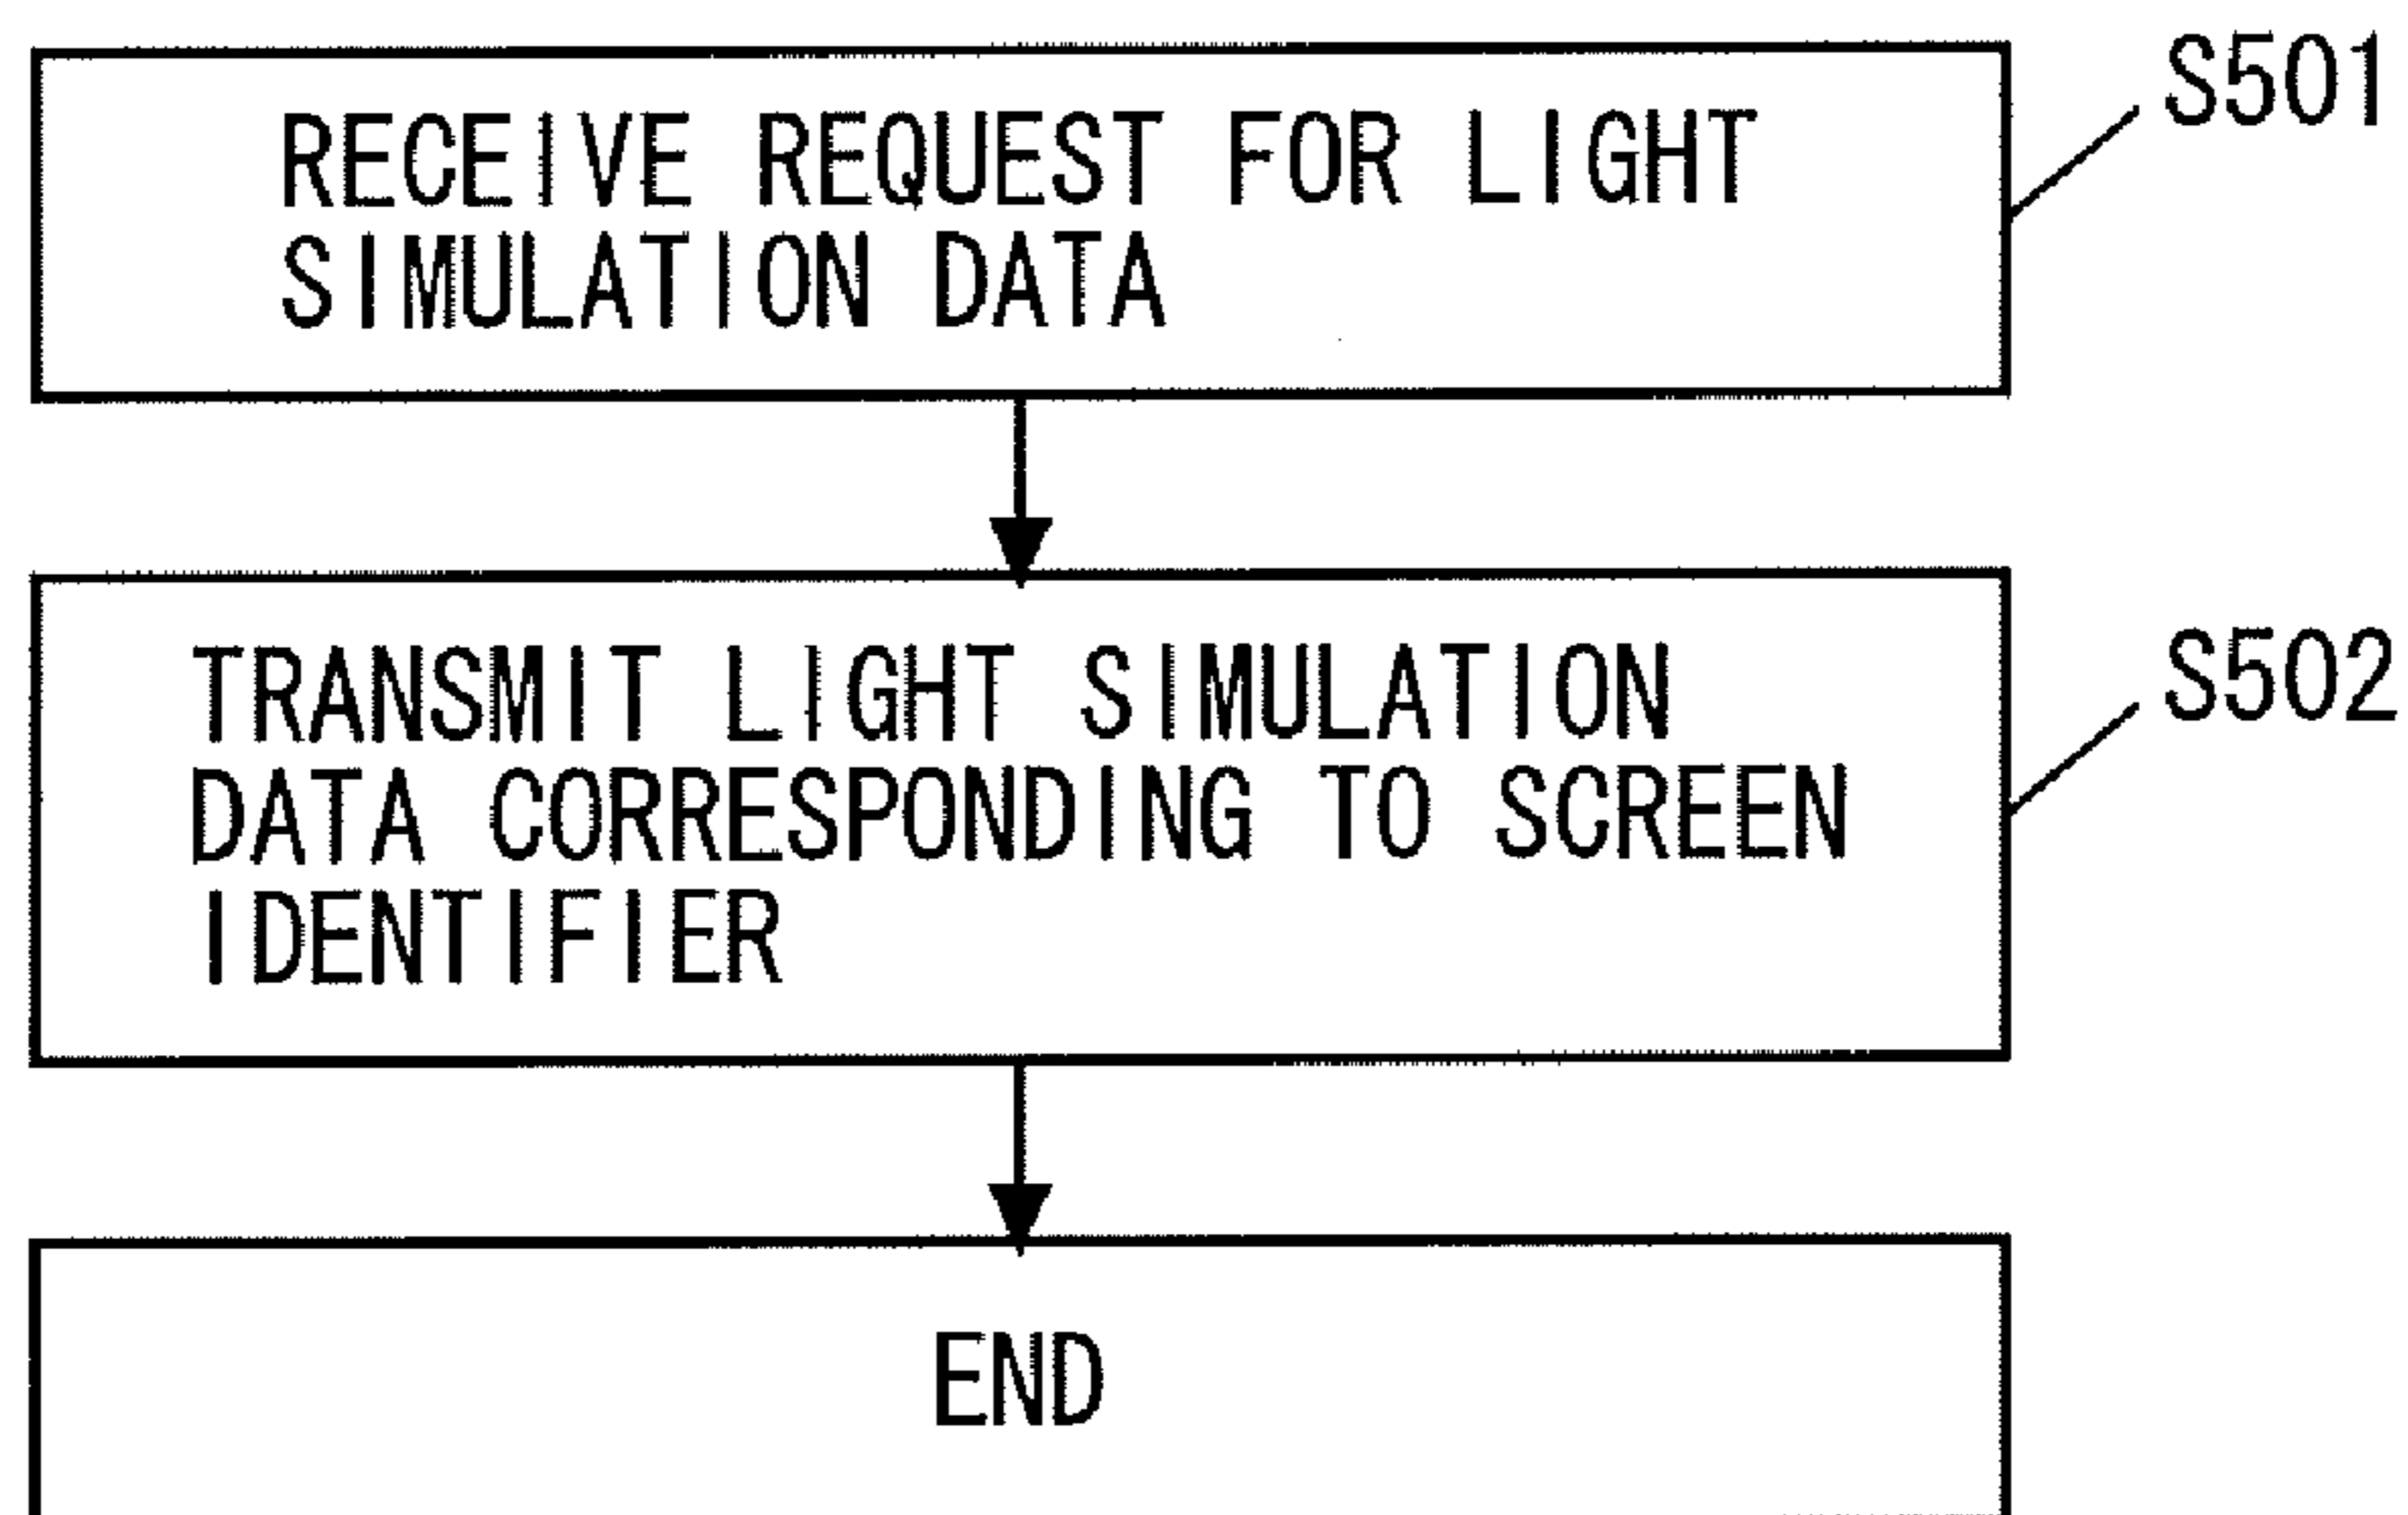 RECEIVE REQUEST FOR LIGHT
SIMULATION DATA
S501
TRANSMIT LIGHT SIMULATION
DATA CORRESPONDING TO SCREEN
IDENTIFIER
S502
END